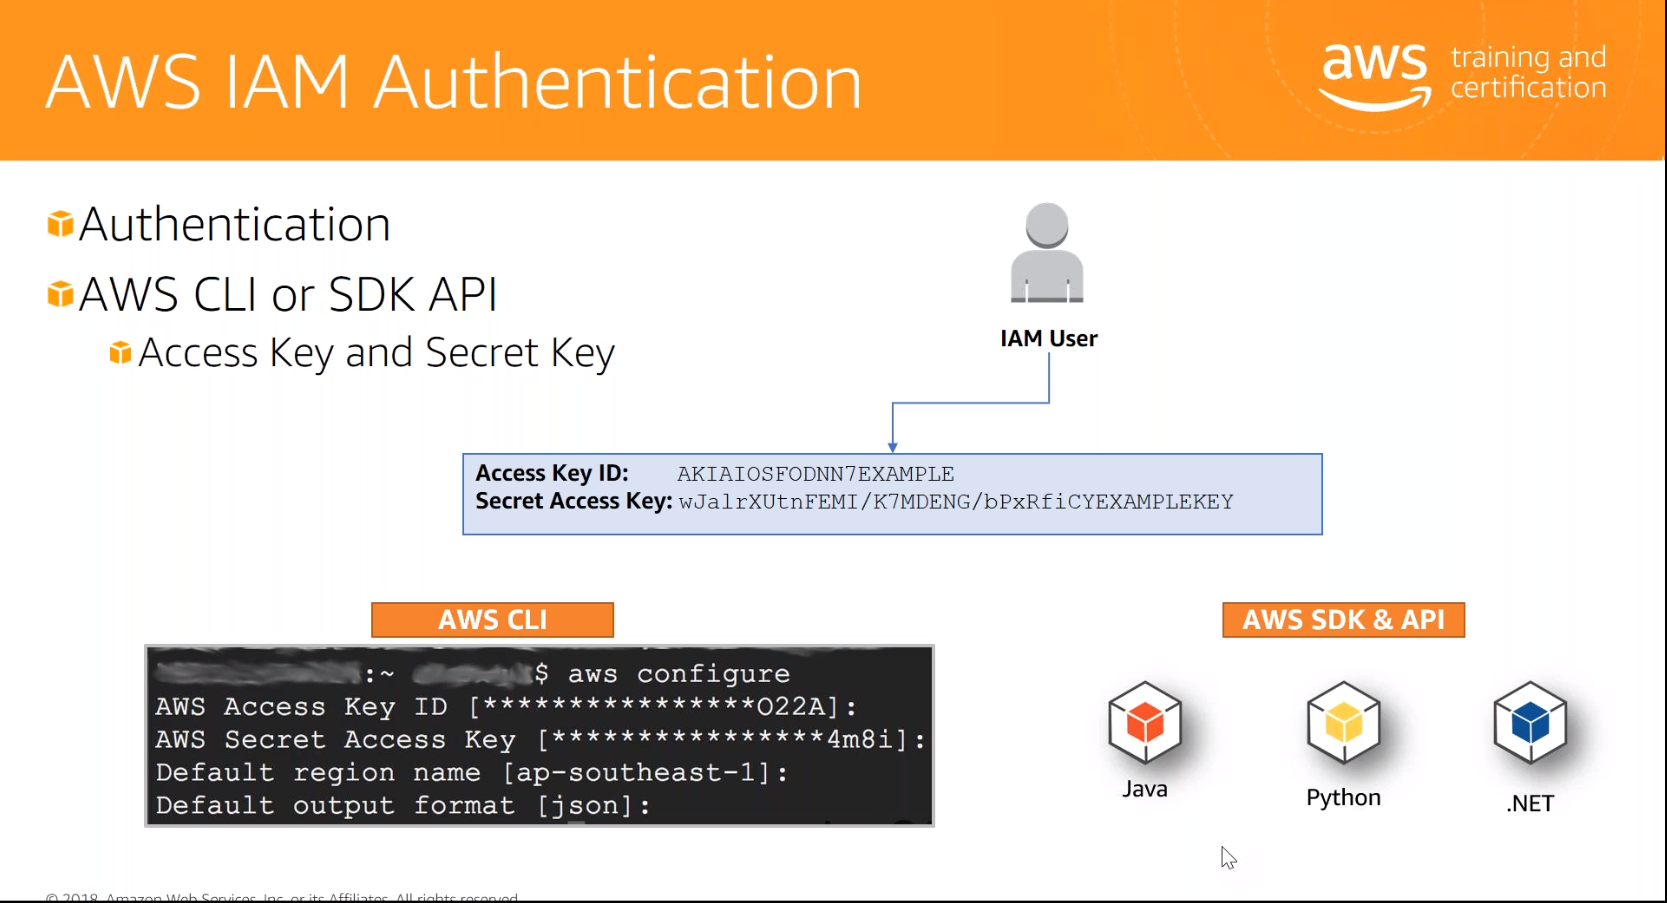 AWS IAM Authentication
aws training and
certification
Authentication
AWS CLI or SDK API
Access Key and Secret Key
IAM User
Access Key ID: AKIAIOSFODNN7EXAMPLE
Secret Access Key: wJalrXUtnFEMI/K7MDENG/bPxRfiCYEXAMPLEKEY
AWS CLI
:~ $ aws configure
AWS Access Key ID [****************O22A]:
AWS Secret Access Key [****************4m8i]:
Default region name [ap-southeast-1]:
Default output format [json]:
AWS SDK & API
Java
Python
.NET
© 2018, Amazon Web Services, Inc. or its Affiliates. All rights reserved.